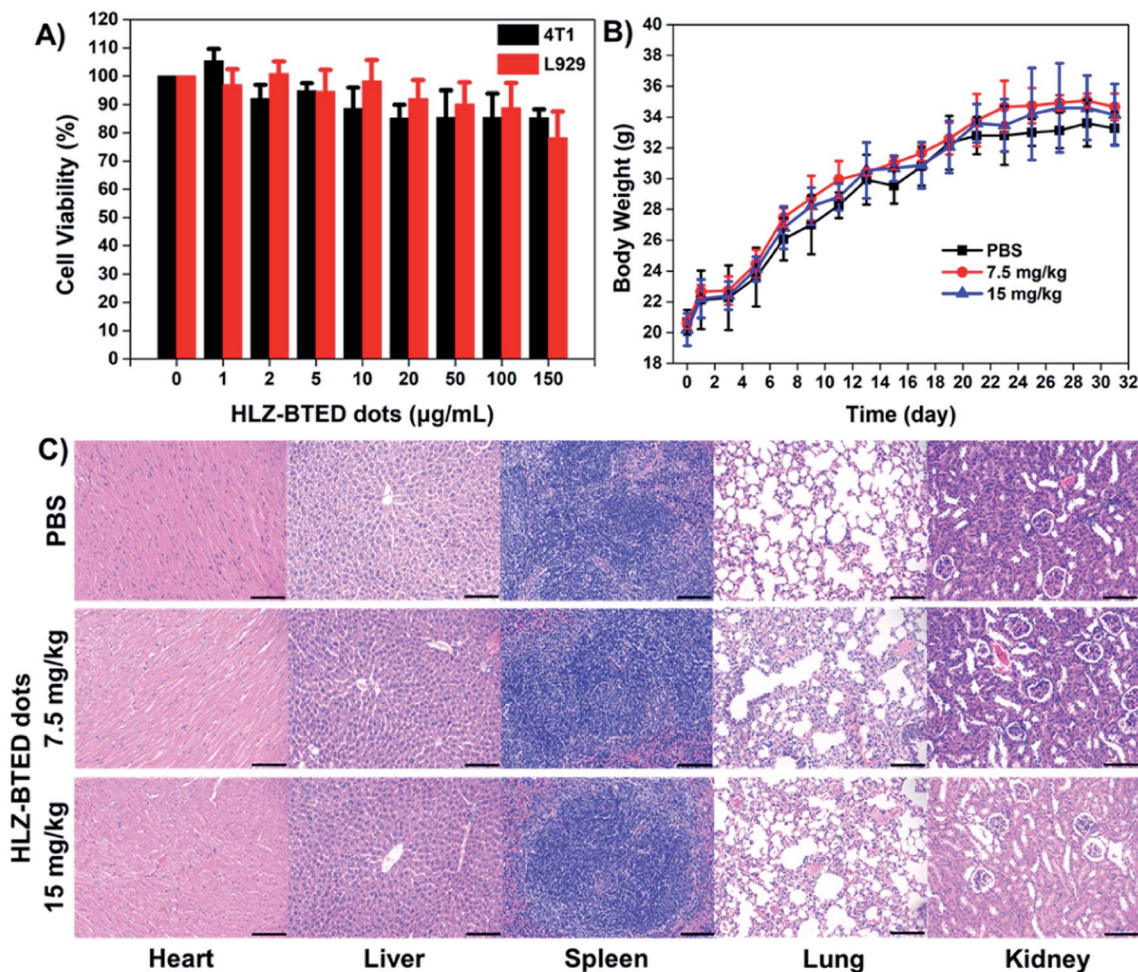 A)
120
110
100
90
80
70
60
50
40
30
20
10
0
Cell Viability (%)
4T1
L929
0 1 2 5 10 20 50 100 150
HLZ-BTED dots (µg/mL)
B)
40
38
36
34
32
30
28
26
24
22
20
18
Body Weight (g)
PBS
7.5 mg/kg
15 mg/kg
0 2 4 6 8 10 12 14 16 18 20 22 24 26 28 30 32
Time (day)
C)
PBS
HLZ-BTED dots
7.5 mg/kg
15 mg/kg
Heart Liver Spleen Lung Kidney